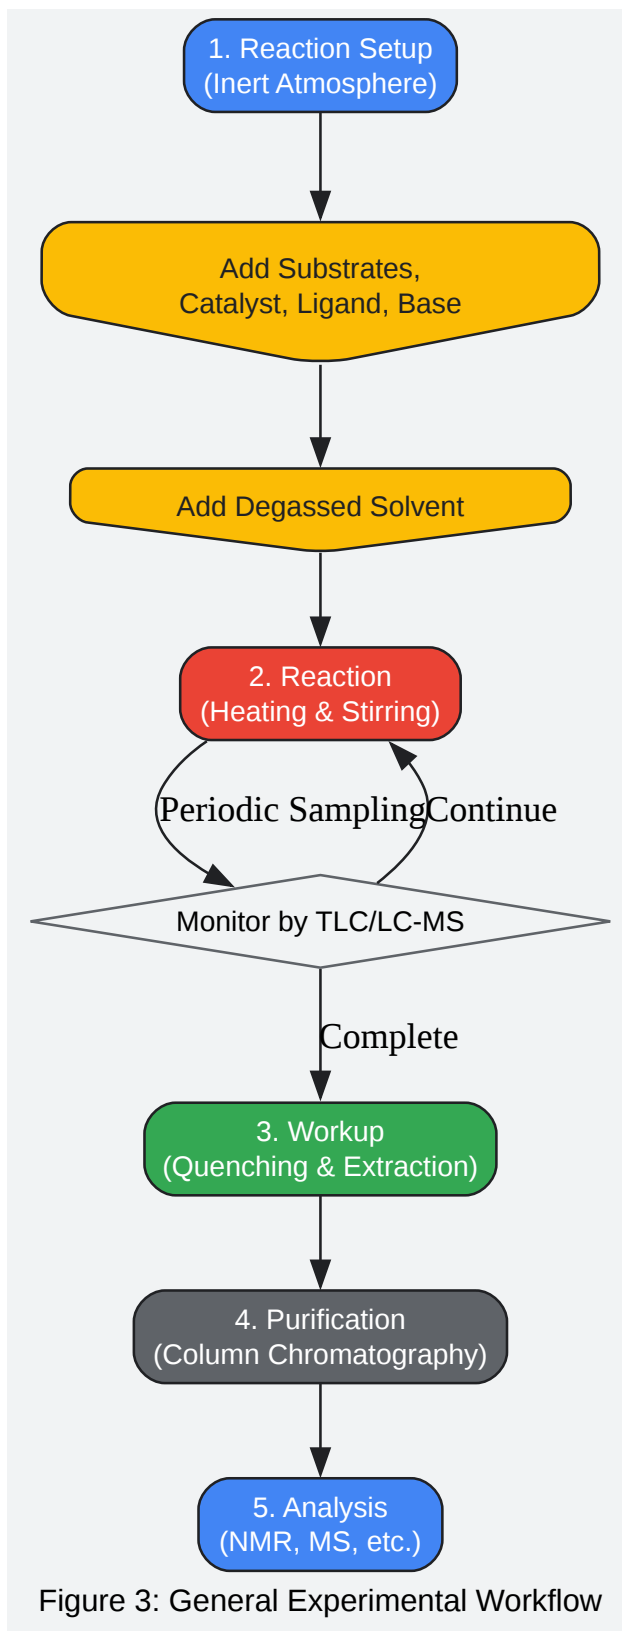 1. Reaction Setup
(Inert Atmosphere)
Add Substrates,
Catalyst, Ligand, Base
Add Degassed Solvent
2. Reaction
(Heating & Stirring)
Periodic Sampling
Continue
Monitor by TLC/LC-MS
Complete
3. Workup
(Quenching & Extraction)
4. Purification
(Column Chromatography)
5. Analysis
(NMR, MS, etc.)
Figure 3: General Experimental Workflow